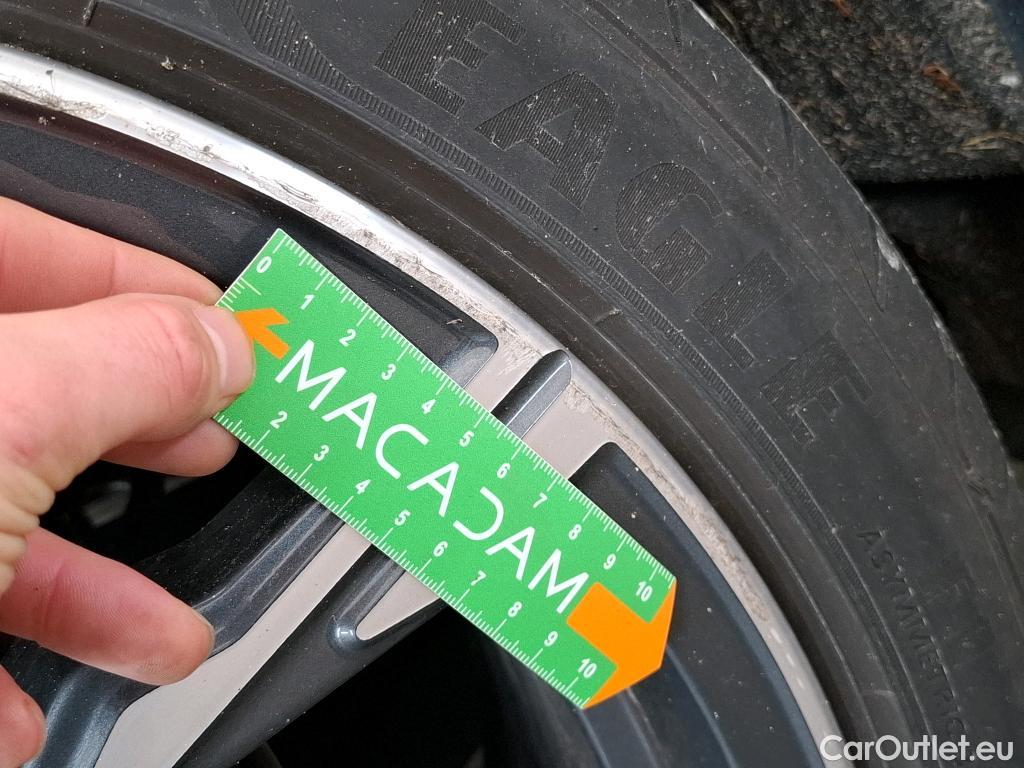 EAGLE
ASYMMETRIC
0 1 2 3 4 5 6 7 8 9 10
MACADAM
2 3 4 5 6 7 8 9 10
CarOutlet.eu